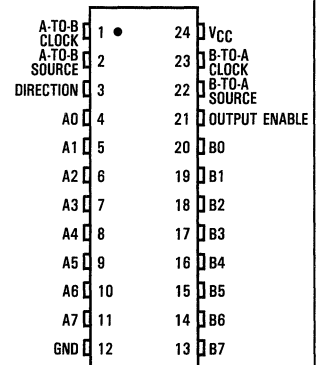 A-TO-B CLOCK 1 24 VCC
A-TO-B SOURCE 2 23 B-TO-A CLOCK
DIRECTION 3 22 B-TO-A SOURCE
A0 4 21 OUTPUT ENABLE
A1 5 20 B0
A2 6 19 B1
A3 7 18 B2
A4 8 17 B3
A5 9 16 B4
A6 10 15 B5
A7 11 14 B6
GND 12 13 B7